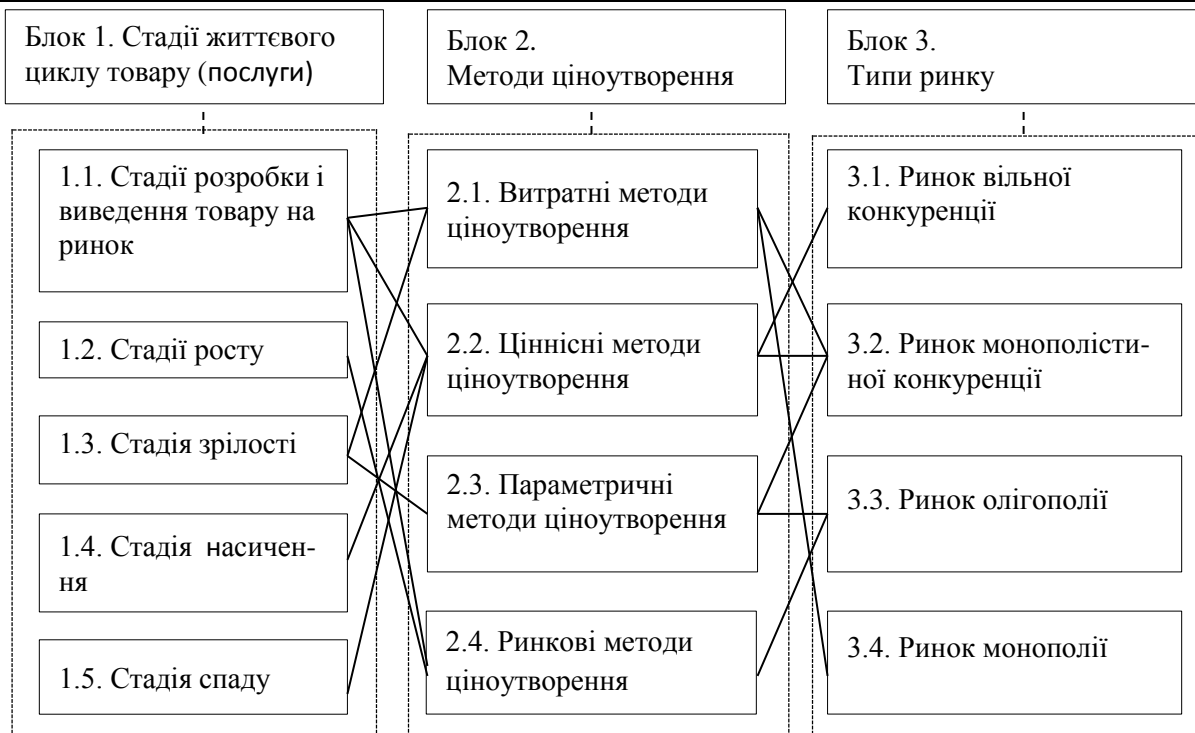 Блок 1. Стадії життєвого
циклу товару (послуги)
Блок 2.
Методи ціноутворення
Блок 3.
Типи ринку
1.1. Стадії розробки і
виведення товару на
ринок
1.2. Стадії росту
1.3. Стадія зрілості
1.4. Стадія насичен-
ня
1.5. Стадія спаду
2.1. Витратні методи
ціноутворення
2.2. Ціннісні методи
ціноутворення
2.3. Параметричні
методи ціноутворення
2.4. Ринкові методи
ціноутворення
3.1. Ринок вільної
конкуренції
3.2. Ринок монополісти-
ної конкуренції
3.3. Ринок олігополії
3.4. Ринок монополії